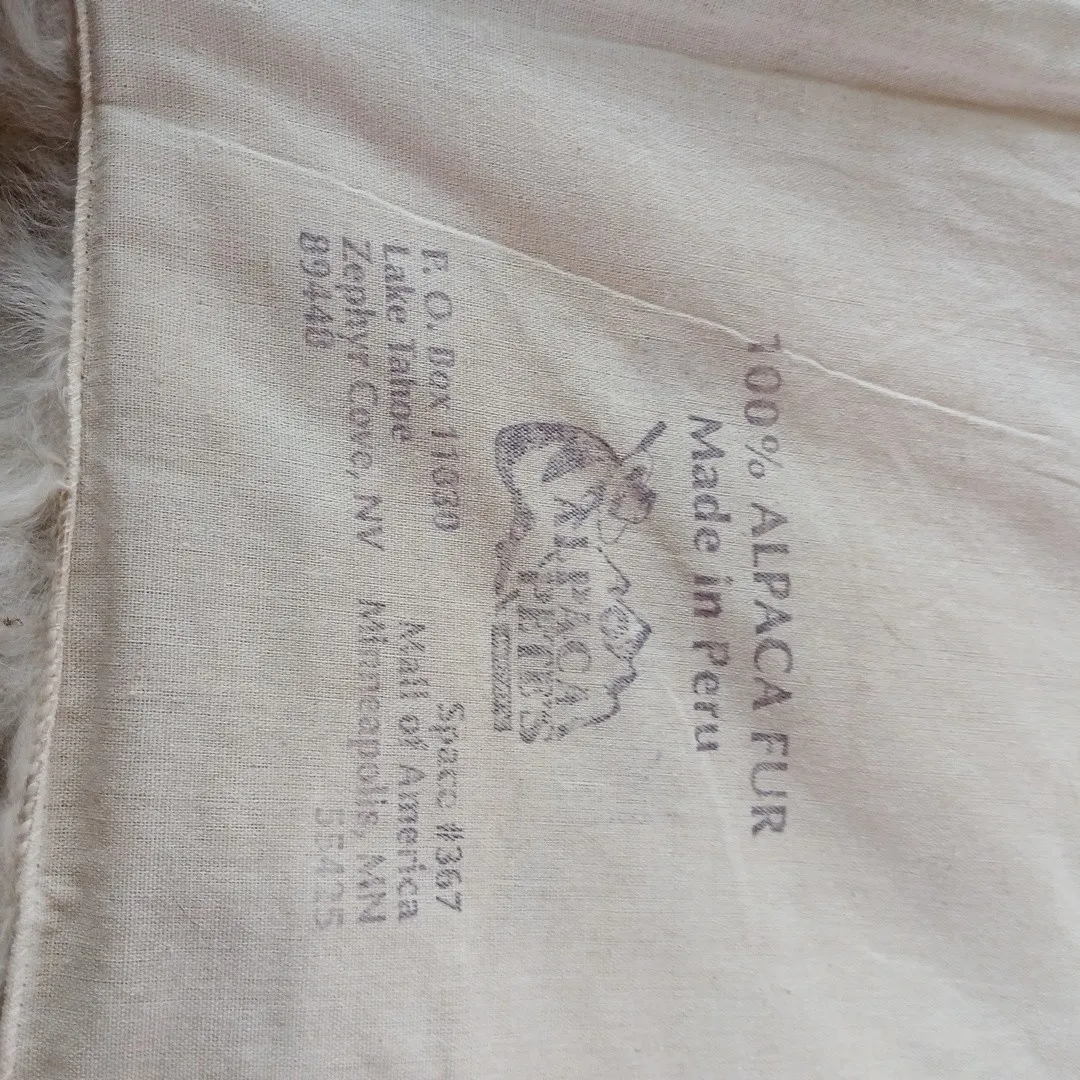 100% ALPACA FUR
Made in Peru
ALPACA
PETE'S
P.O. Box 11030
Lake Tahoe
Zephyr Cove, NV
89448
Space #367
Mall of America
Minneapolis, MN
55425